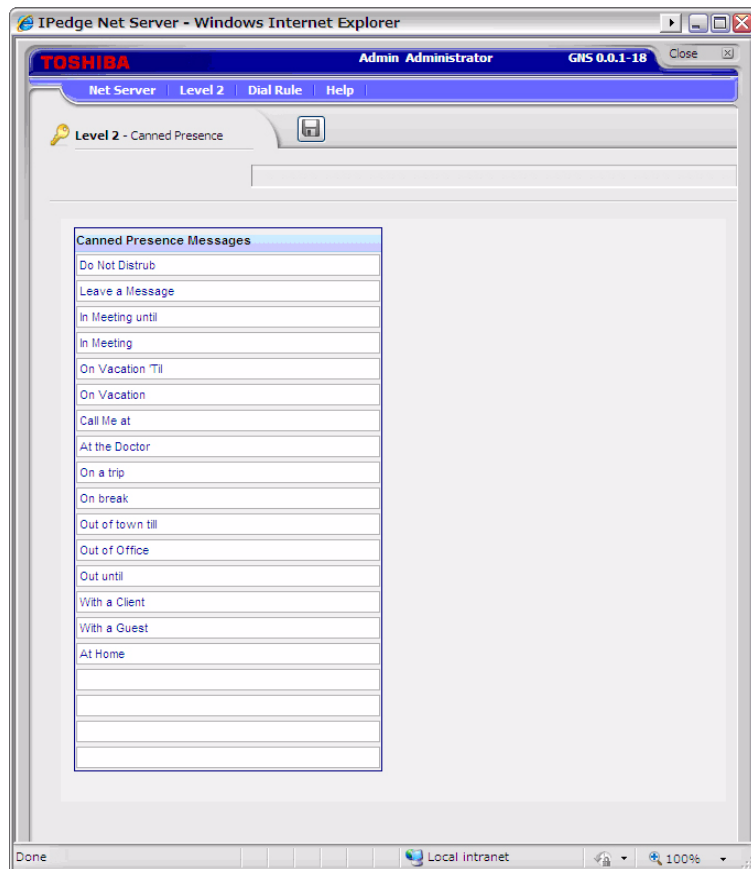 IPedge Net Server - Windows Internet Explorer
TOSHIBA Admin Administrator GNS 0.0.1-18 Close
Net Server Level 2 Dial Rule Help
Level 2 - Canned Presence
Canned Presence Messages
Do Not Distrub
Leave a Message
In Meeting until
In Meeting
On Vacation 'Til
On Vacation
Call Me at
At the Doctor
On a trip
On break
Out of town till
Out of Office
Out until
With a Client
With a Guest
At Home
Done Local intranet 100%